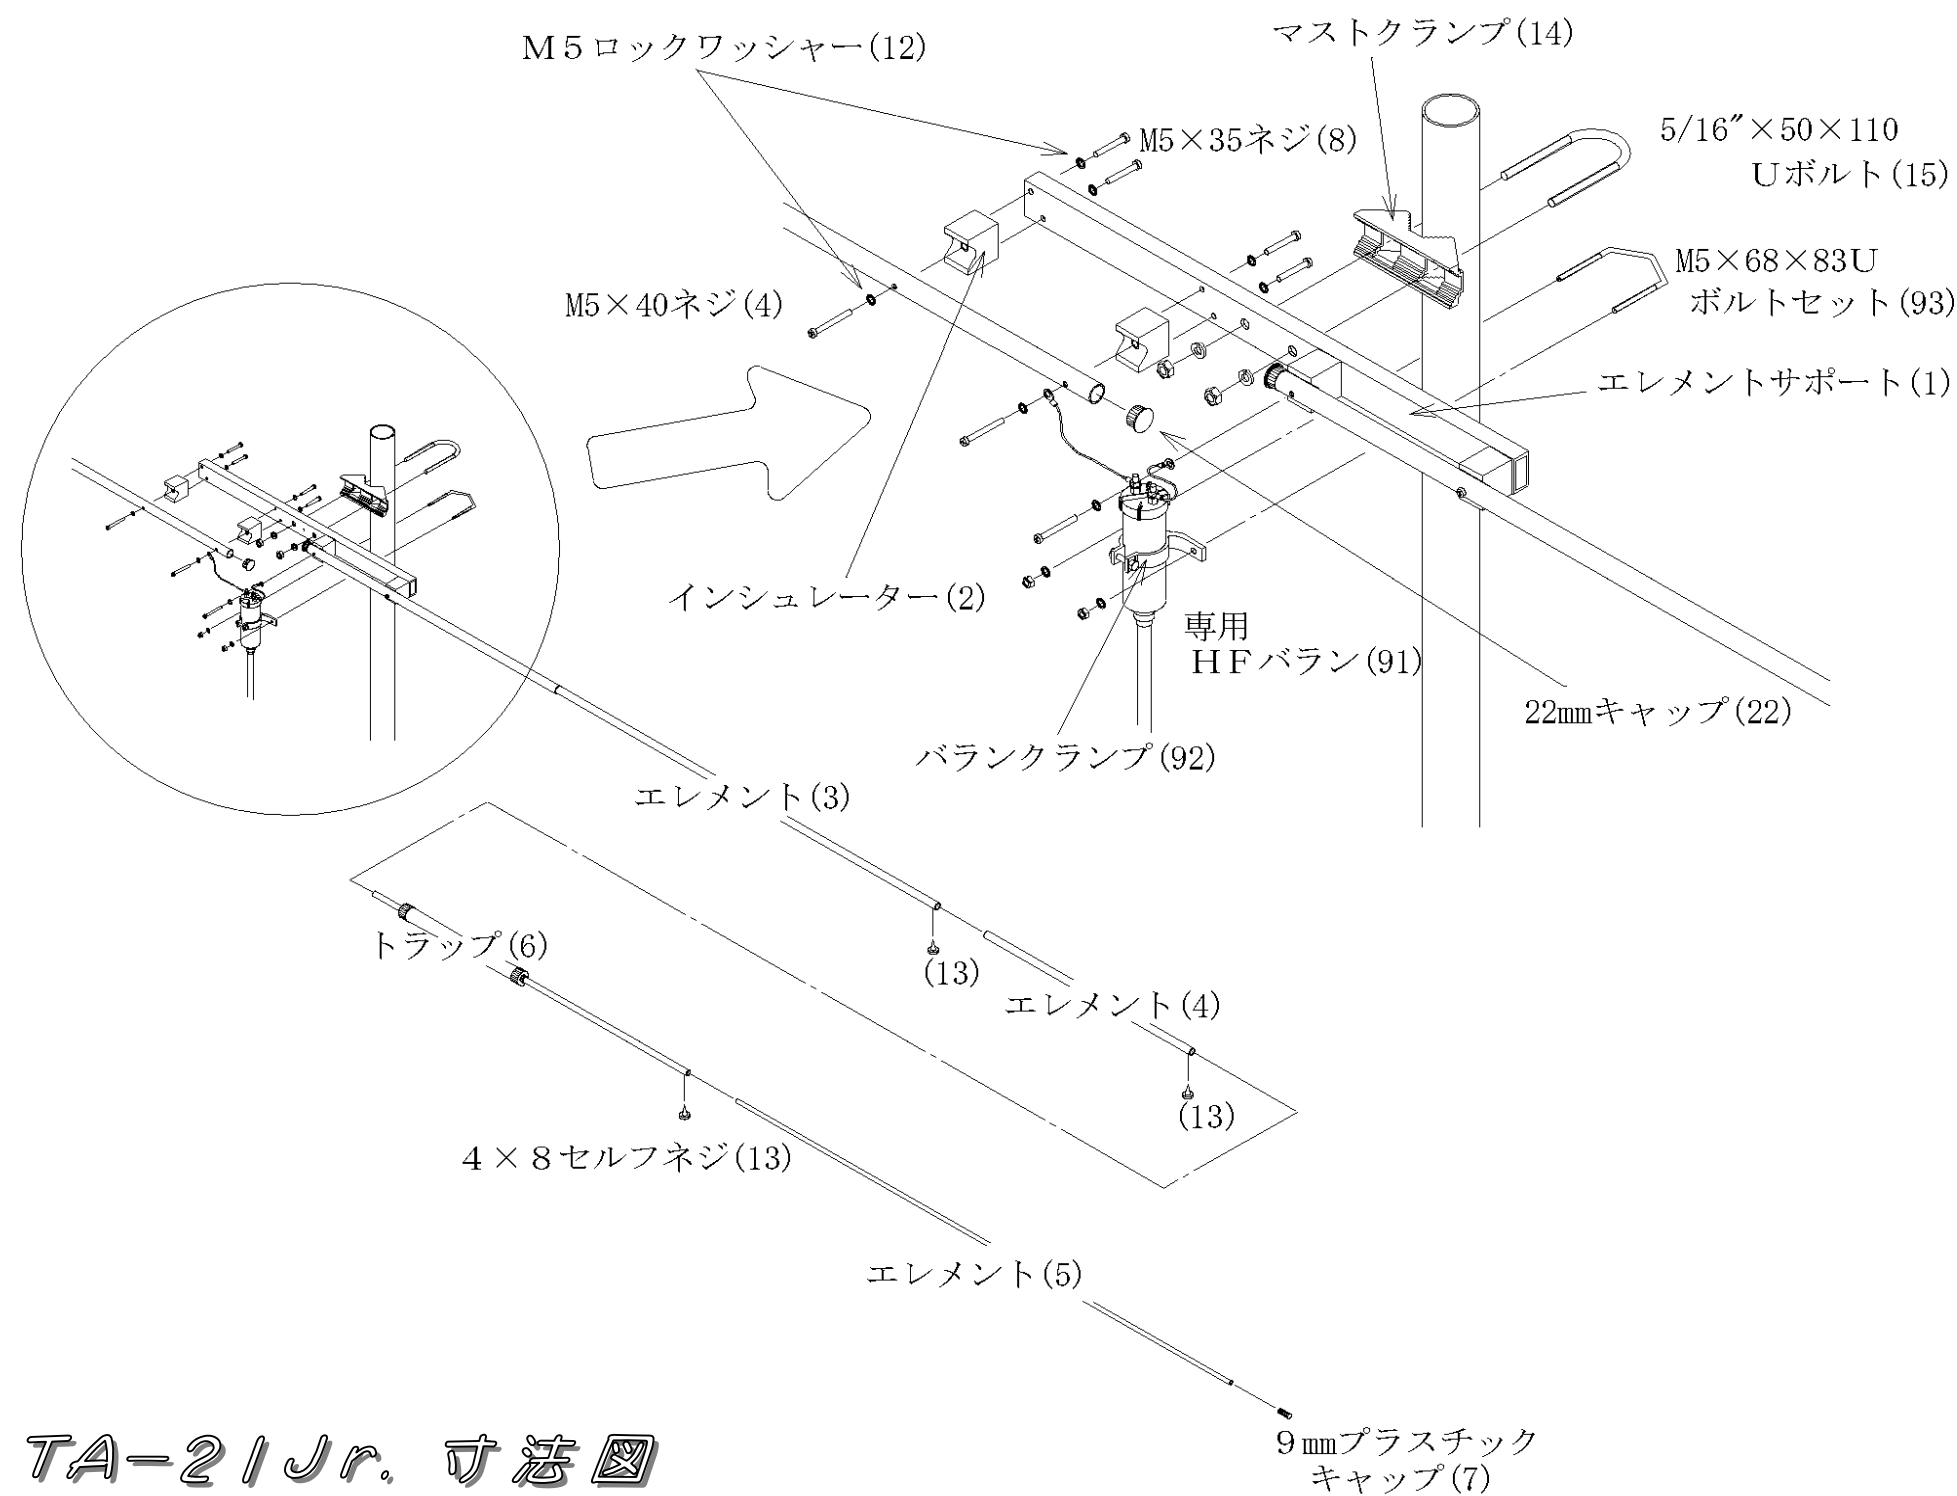 マストクランプ(14)
Ｍ５ロックワッシャー(12)
5/16"×50×110
Ｕボルト(15)
M5×35ネジ(8)
M5×68×83Ｕ
ボルトセット(93)
M5×40ネジ(4)
エレメントサポート(1)
インシュレーター(2)
専用
ＨＦバラン(91)
22mmキャップ(22)
バランクランプ(92)
エレメント(3)
トラップ(6)
(13)
エレメント(4)
(13)
４×８セルフネジ(13)
エレメント(5)
９mmプラスチック
キャップ(7)
TA-21Jr. 寸法図